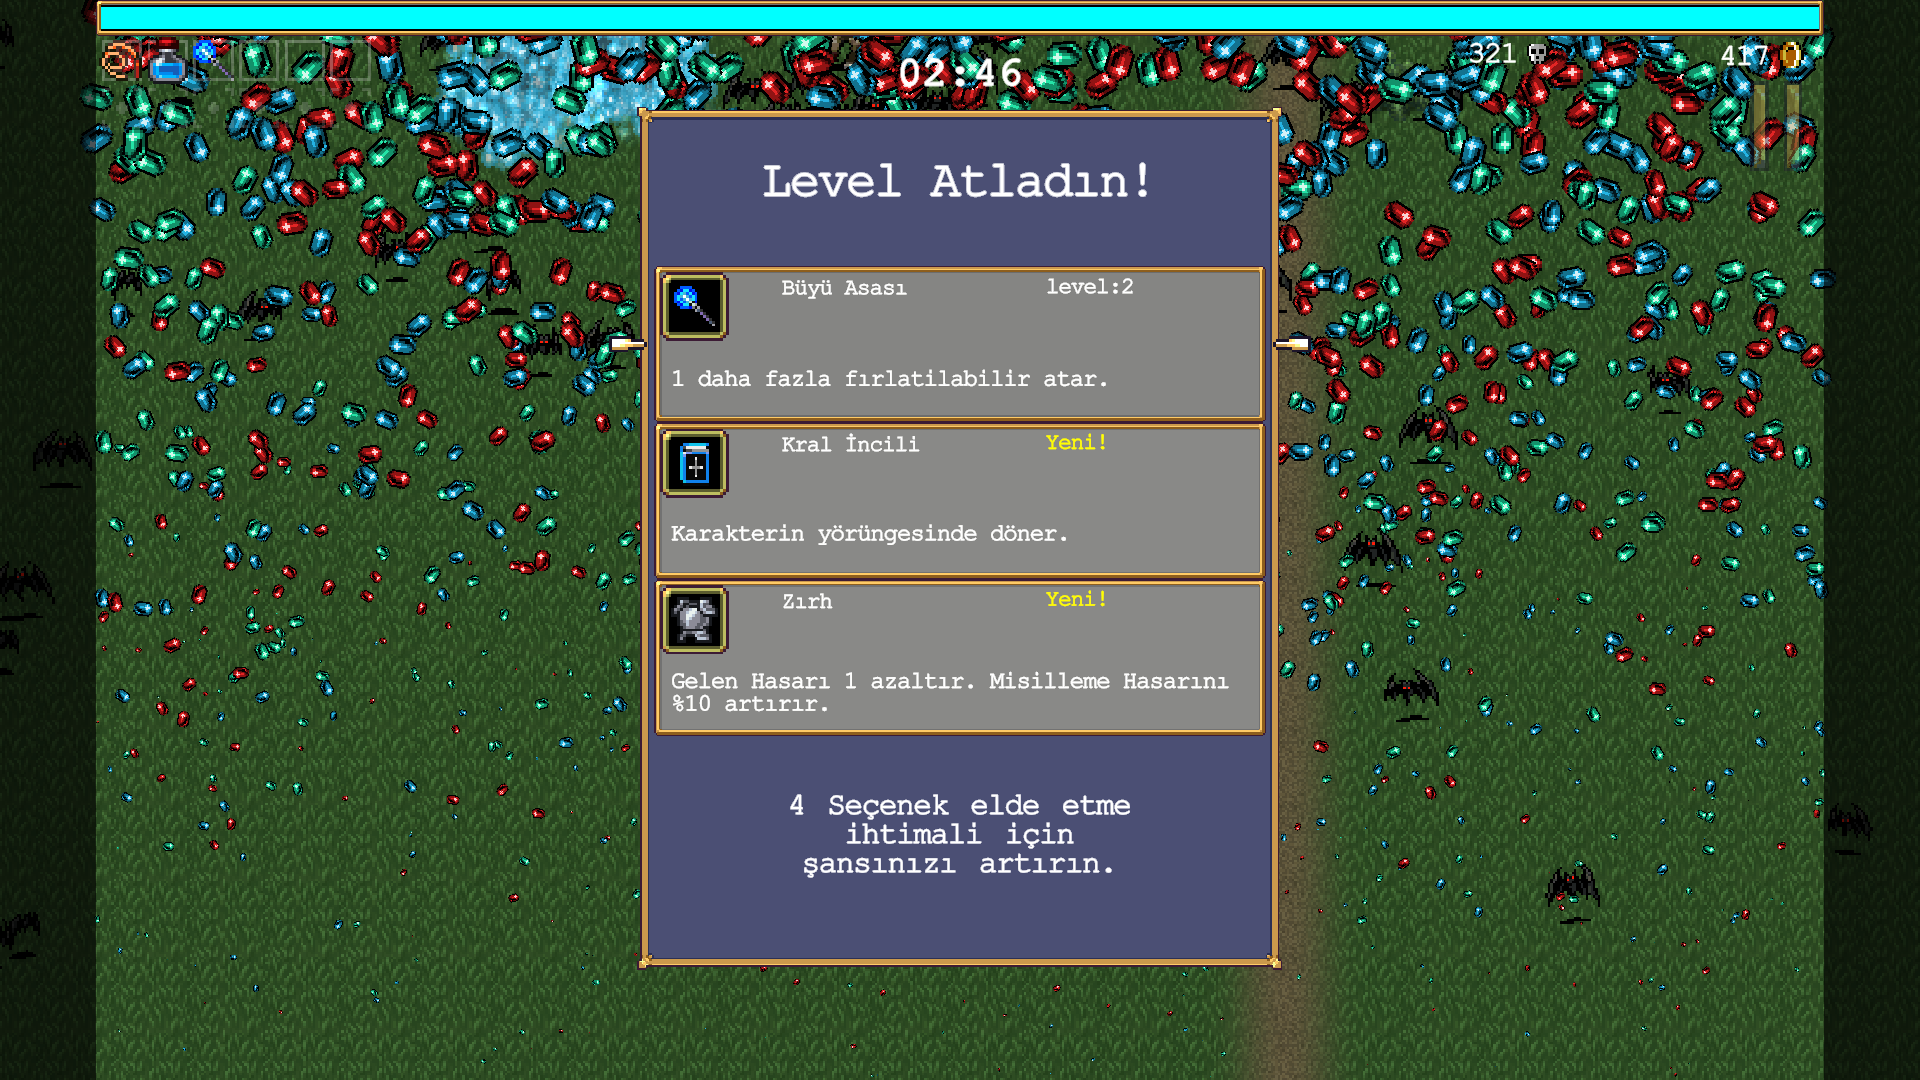 321
417
02:46
Level Atladın!
Büyü Asası level:2
1 daha fazla fırlatilabilir atar.
Kral İncili Yeni!
Karakterin yörüngesinde döner.
Zırh Yeni!
Gelen Hasarı 1 azaltır. Misilleme Hasarını
%10 artırır.
4 Seçenek elde etme
ihtimali için
şansınızı artırın.